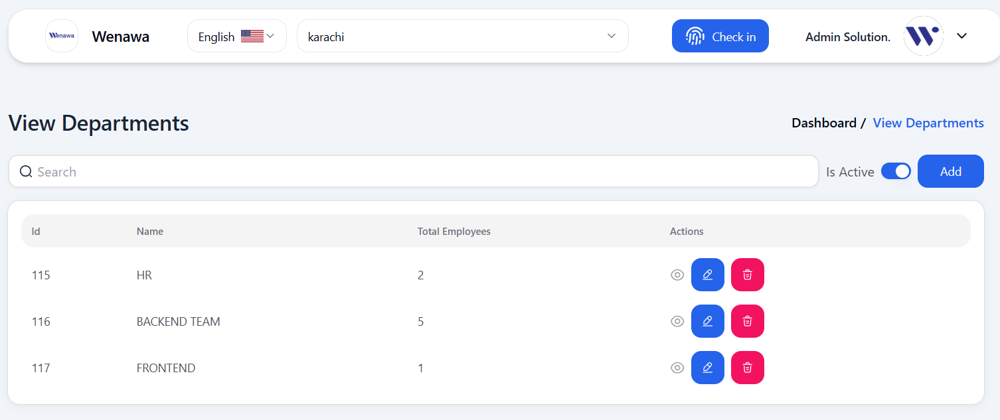 Wenawa Wenawa English karachi Check in Admin Solution.
View Departments Dashboard / View Departments
Search Is Active Add
Id Name Total Employees Actions
115 HR 2
116 BACKEND TEAM 5
117 FRONTEND 1